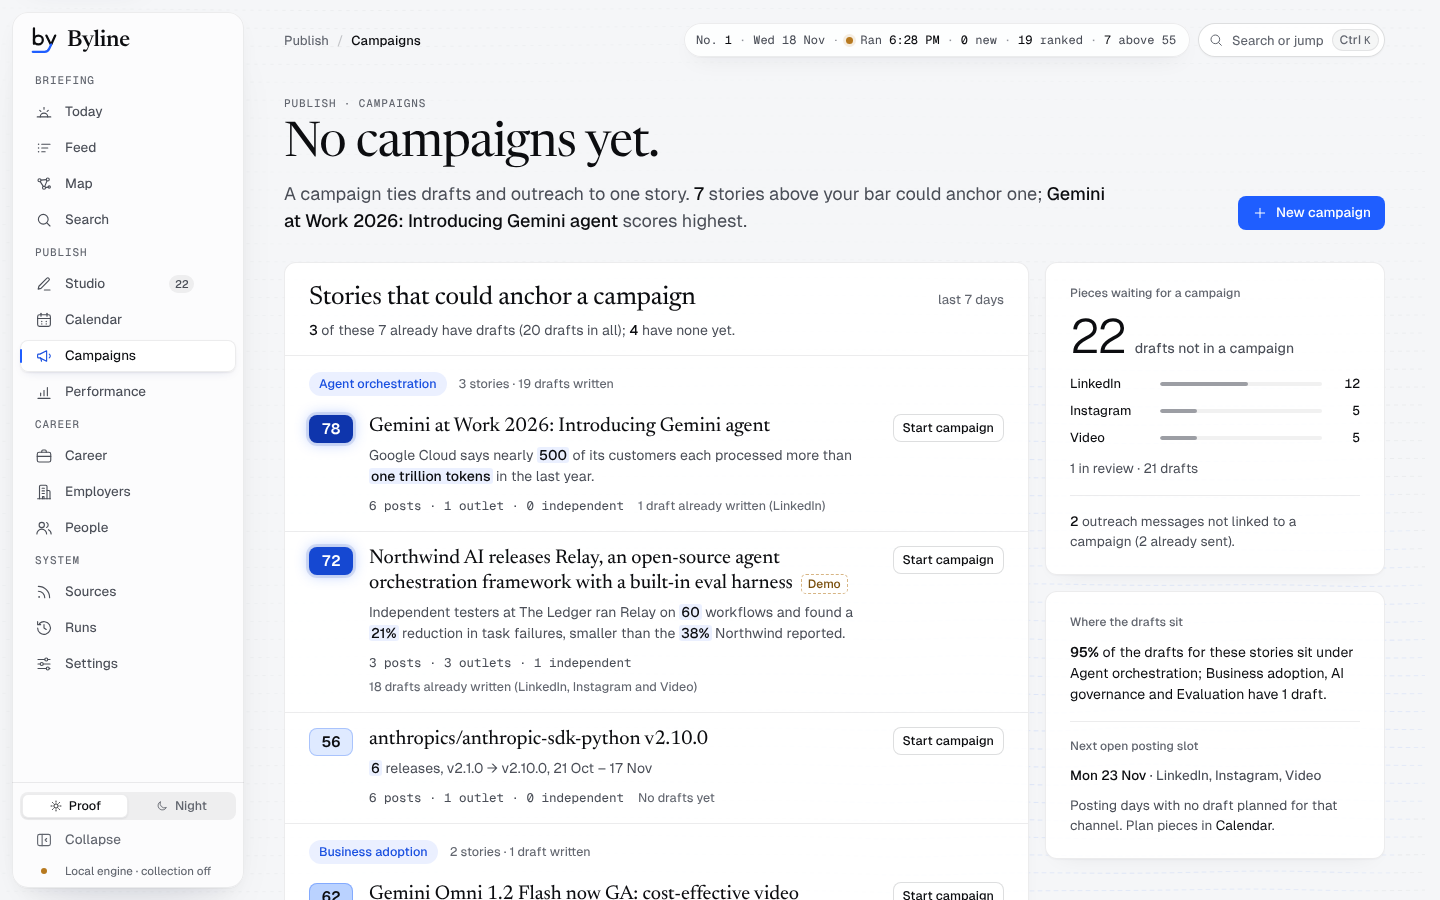 by Byline
BRIEFING
Today
Feed
Map
Search
PUBLISH
Studio 22
Calendar
Campaigns
Performance
CAREER
Career
Employers
People
SYSTEM
Sources
Runs
Settings
Proof Night
Collapse
Local engine · collection off
Publish / Campaigns
No. 1 · Wed 18 Nov · Ran 6:28 PM · 0 new · 19 ranked · 7 above 55
Search or jump Ctrl K
PUBLISH · CAMPAIGNS
No campaigns yet.
A campaign ties drafts and outreach to one story. 7 stories above your bar could anchor one; Gemini
at Work 2026: Introducing Gemini agent scores highest.
+ New campaign
Stories that could anchor a campaign last 7 days
3 of these 7 already have drafts (20 drafts in all); 4 have none yet.
Agent orchestration 3 stories · 19 drafts written
78 Gemini at Work 2026: Introducing Gemini agent Start campaign
Google Cloud says nearly 500 of its customers each processed more than
one trillion tokens in the last year.
6 posts · 1 outlet · 0 independent 1 draft already written (LinkedIn)
72 Northwind AI releases Relay, an open-source agent Start campaign
orchestration framework with a built-in eval harness Demo
Independent testers at The Ledger ran Relay on 60 workflows and found a
21% reduction in task failures, smaller than the 38% Northwind reported.
3 posts · 3 outlets · 1 independent
18 drafts already written (LinkedIn, Instagram and Video)
56 anthropics/anthropic-sdk-python v2.10.0 Start campaign
6 releases, v2.1.0 → v2.10.0, 21 Oct – 17 Nov
6 posts · 1 outlet · 0 independent No drafts yet
Business adoption 2 stories · 1 draft written
62 Gemini Omni 1.2 Flash now GA: cost-effective video Start campaign
Pieces waiting for a campaign
22 drafts not in a campaign
LinkedIn 12
Instagram 5
Video 5
1 in review · 21 drafts
2 outreach messages not linked to a
campaign (2 already sent).
Where the drafts sit
95% of the drafts for these stories sit under
Agent orchestration; Business adoption, AI
governance and Evaluation have 1 draft.
Next open posting slot
Mon 23 Nov · LinkedIn, Instagram, Video
Posting days with no draft planned for that
channel. Plan pieces in Calendar.